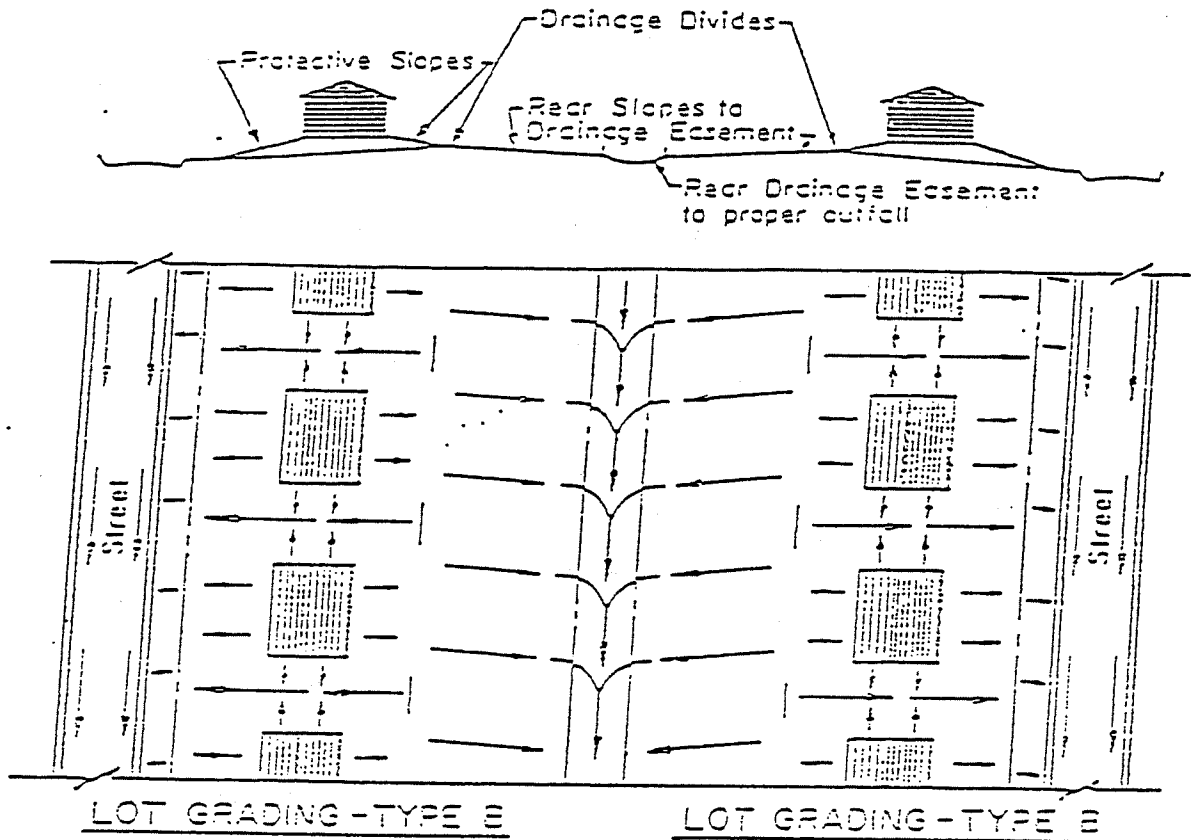 Drainage Divides
Protective Slopes
Rear Slopes to
Drainage Easement
Rear Drainage Easement
to proper outfall
Street
Street
LOT GRADING - TYPE B
LOT GRADING - TYPE B